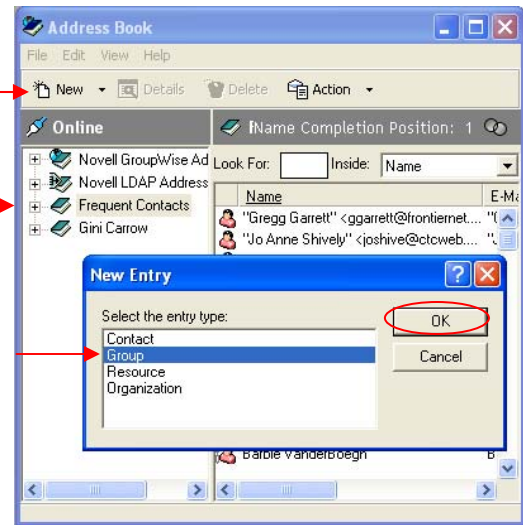 Address Book
File Edit View Help
New Details Delete Action
Online
Name Completion Position: 1
Novell GroupWise Ad
Novell LDAP Address
Frequent Contacts
Gini Carrow
Look For: Inside: Name
Name E-Ma
"Gregg Garrett" <ggarrett@frontiernet....
"Jo Anne Shively" <joshive@ctcweb....
New Entry
Select the entry type:
Contact
Group
Resource
Organization
OK
Cancel
Barbie VanderBoegh B